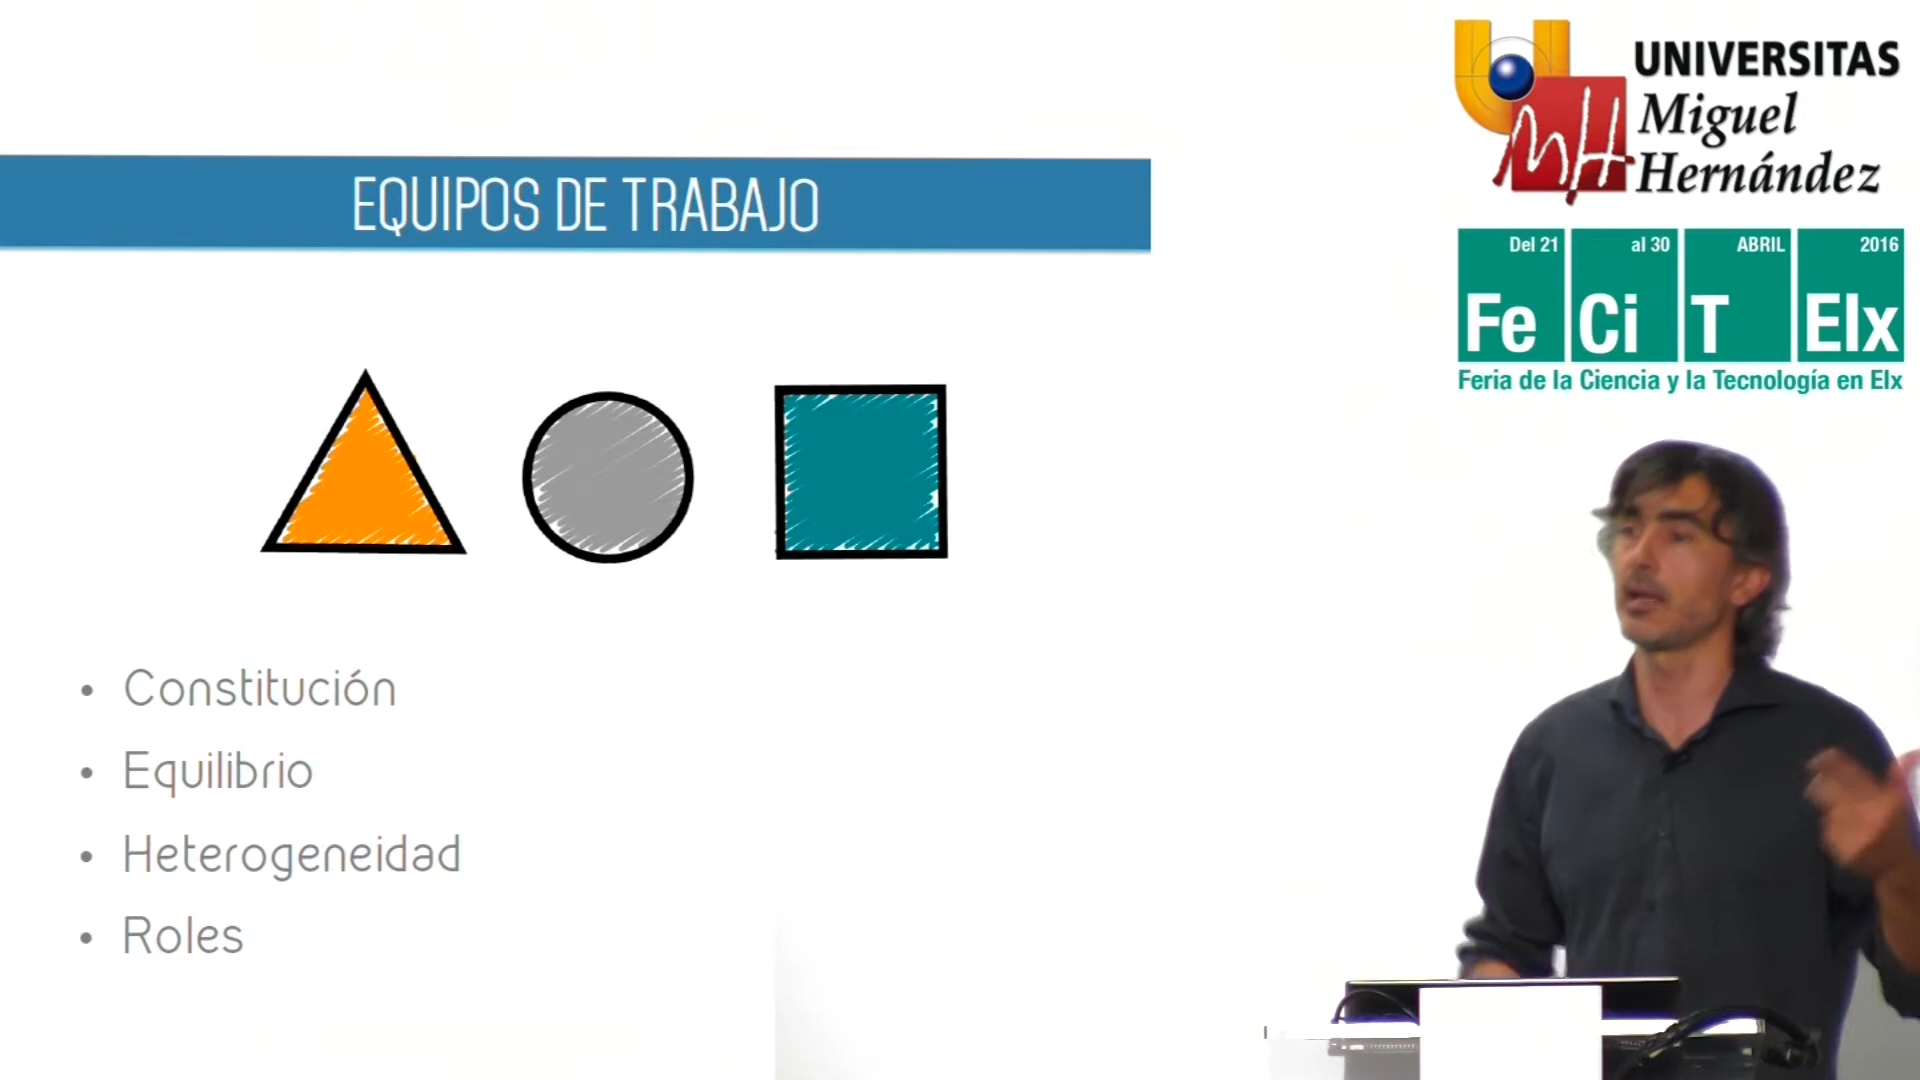 EQUIPOS DE TRABAJO
• Constitución
• Equilibrio
• Heterogeneidad
• Roles
UMH
UNIVERSITAS
Miguel
Hernández
Del 21 al 30 ABRIL 2016
Fe Ci T Elx
Feria de la Ciencia y la Tecnología en Elx